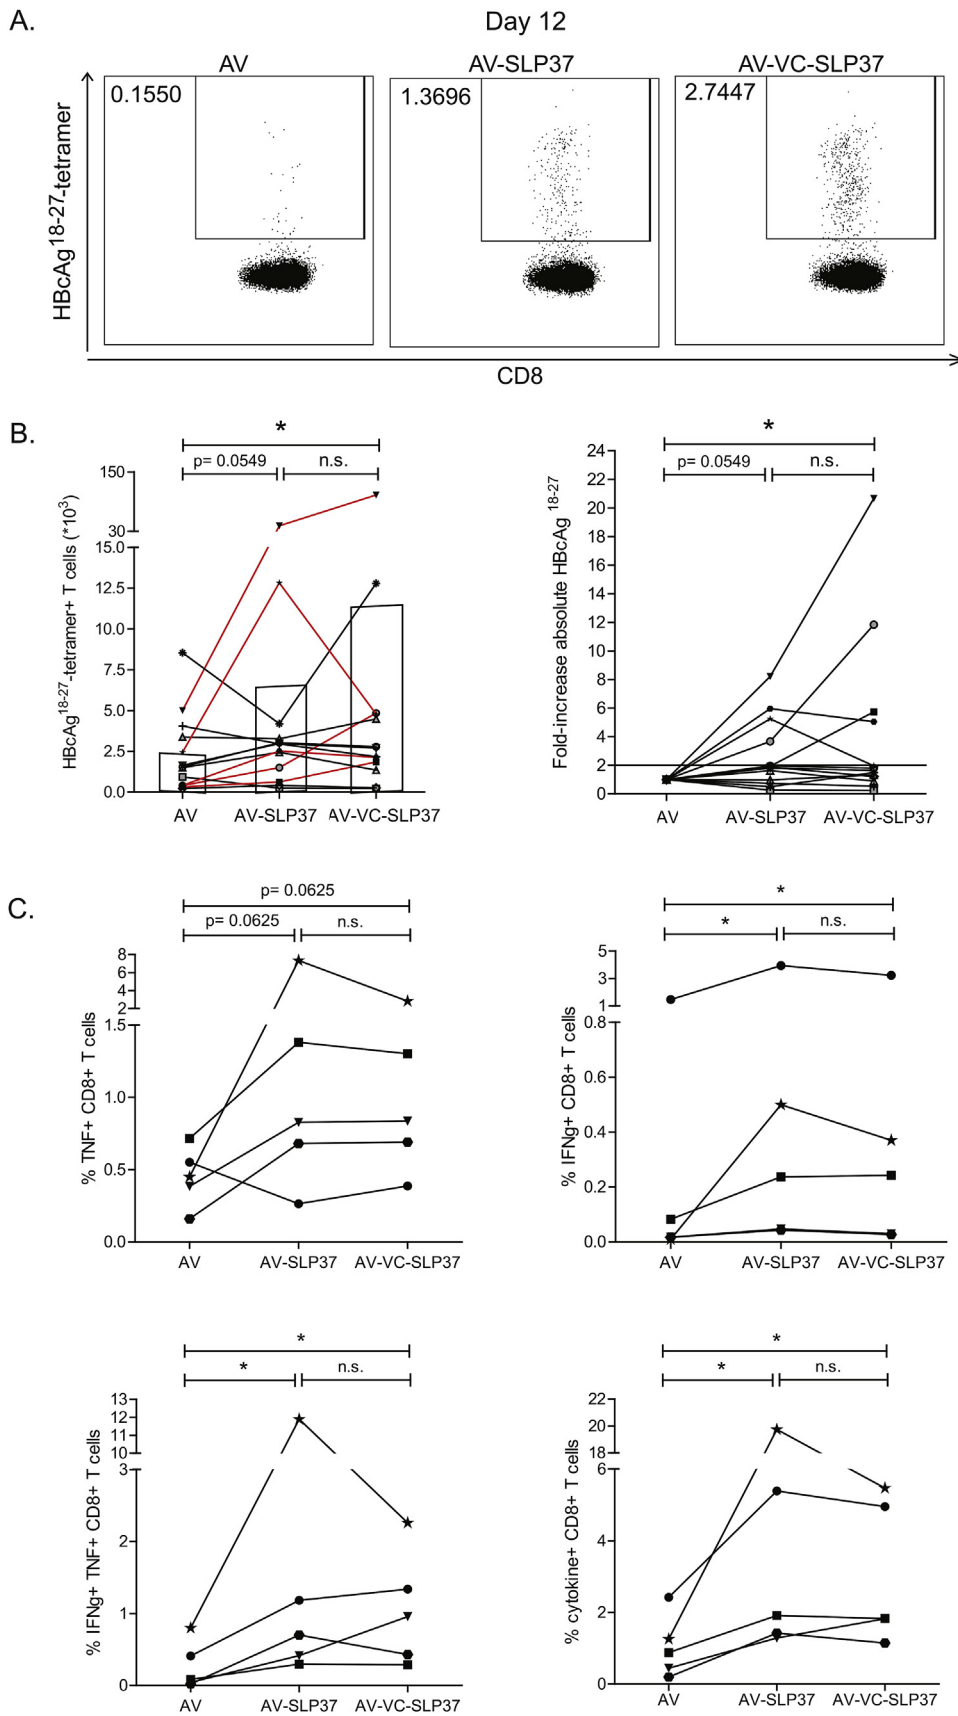 A.
Day 12
AV
AV-SLP37
AV-VC-SLP37
0.1550
1.3696
2.7447
HBcAg18-27-tetramer
CD8
B.
*
p= 0.0549
n.s.
150
30
15.0
12.5
10.0
7.5
5.0
2.5
0.0
HBcAg18-27-tetramer+ T cells (*103)
AV
AV-SLP37
AV-VC-SLP37
*
p= 0.0549
n.s.
24
22
20
18
16
14
12
10
8
6
4
2
0
Fold-increase absolute HBcAg 18-27
AV
AV-SLP37
AV-VC-SLP37
C.
p= 0.0625
p= 0.0625
n.s.
8
6
4
2
1.5
1.0
0.5
0.0
% TNF+ CD8+ T cells
AV
AV-SLP37
AV-VC-SLP37
*
*
n.s.
5
3
1
0.8
0.6
0.4
0.2
0.0
% IFNg+ CD8+ T cells
AV
AV-SLP37
AV-VC-SLP37
*
*
n.s.
13
12
11
10
3
2
1
0
% IFNg+ TNF+ CD8+ T cells
AV
AV-SLP37
AV-VC-SLP37
*
*
n.s.
22
20
18
6
4
2
0
% cytokine+ CD8+ T cells
AV
AV-SLP37
AV-VC-SLP37